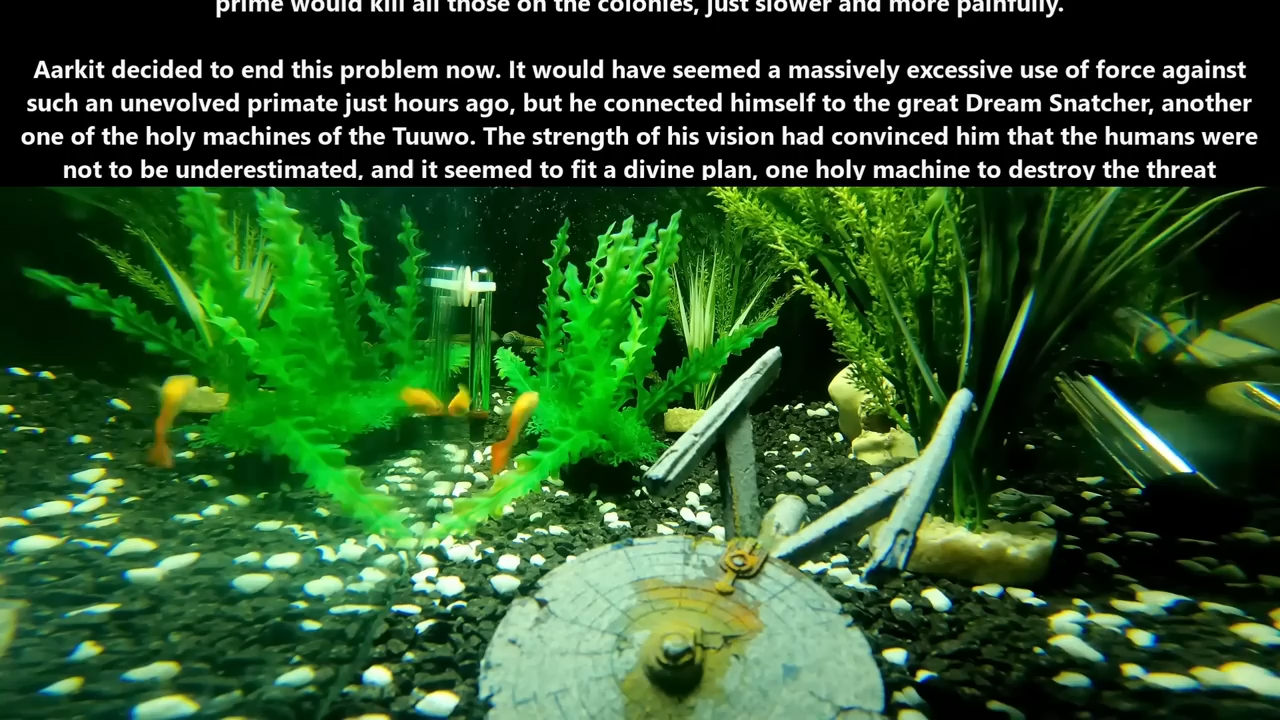 prime would kill all those on the colonies, just slower and more painfully.
Aarkit decided to end this problem now. It would have seemed a massively excessive use of force against
such an unevolved primate just hours ago, but he connected himself to the great Dream Snatcher, another
one of the holy machines of the Tuuwo. The strength of his vision had convinced him that the humans were
not to be underestimated, and it seemed to fit a divine plan, one holy machine to destroy the threat